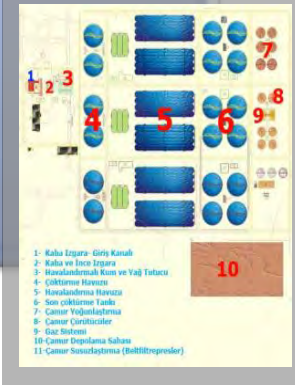 1
2
3
4
5
6
7
8
9
10
1- Kaba Izgara- Giriş Kanalı
2- Kaba ve İnce Izgara
3- Havalandırmalı Kum ve Yağ Tutucu
4- Çöktürme Havuzu
5- Havalandırma Havuzu
6- Son çöktürme Tankı
7- Çamur Yoğunlaştırma
8- Çamur Çürütücüler
9- Gaz Sistemi
10-Çamur Depolama Sahası
11-Çamur Susuzlaştırma (Beltfiltrepresler)